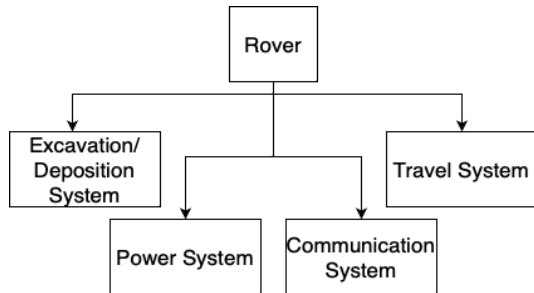 Rover
Excavation/
Deposition
System
Travel System
Power System
Communication
System